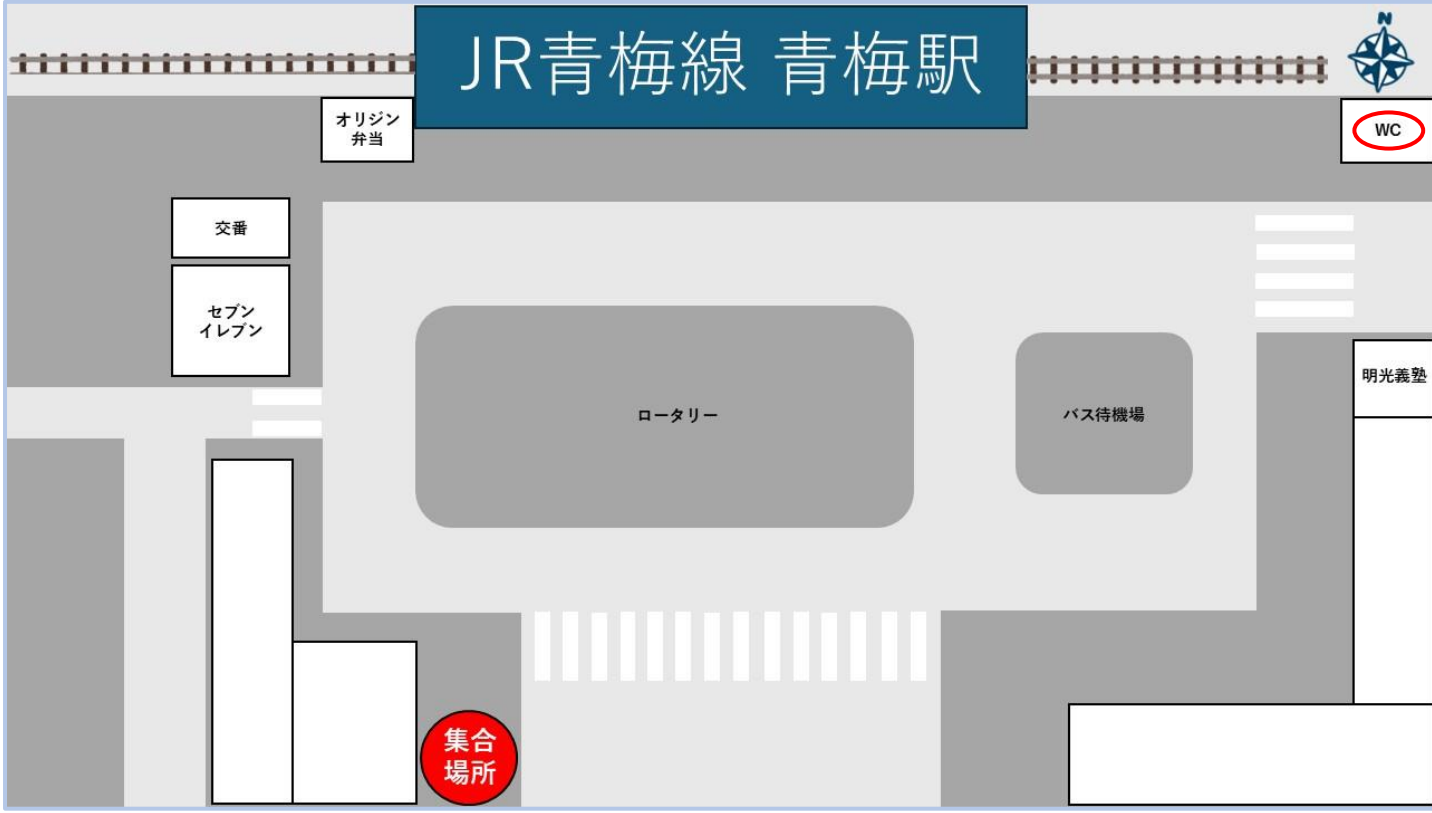 JR青梅線 青梅駅
N
オリジン
弁当
WC
交番
セブン
イレブン
明光義塾
ロータリー
バス待機場
集合
場所